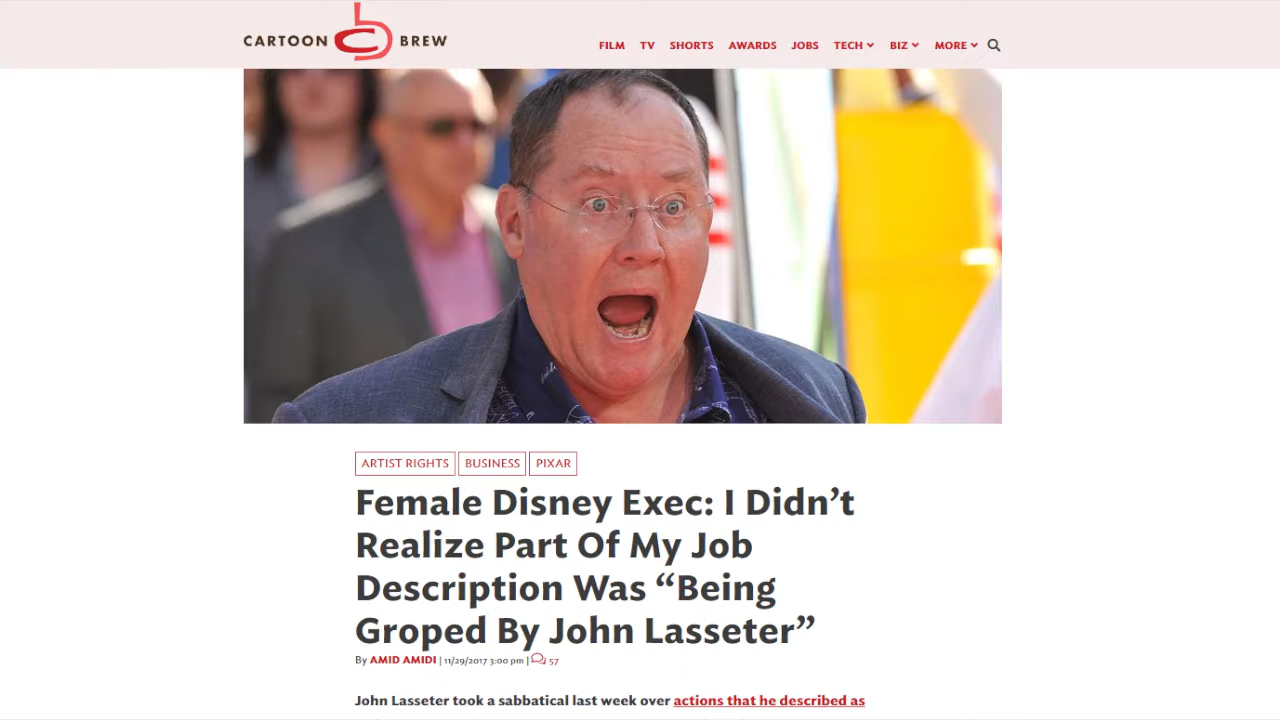 CARTOON BREW
FILM TV SHORTS AWARDS JOBS TECH BIZ MORE
ARTIST RIGHTS BUSINESS PIXAR
Female Disney Exec: I Didn’t
Realize Part Of My Job
Description Was “Being
Groped By John Lasseter”
By AMID AMIDI | 11/29/2017 3:00 pm | 57
John Lasseter took a sabbatical last week over actions that he described as